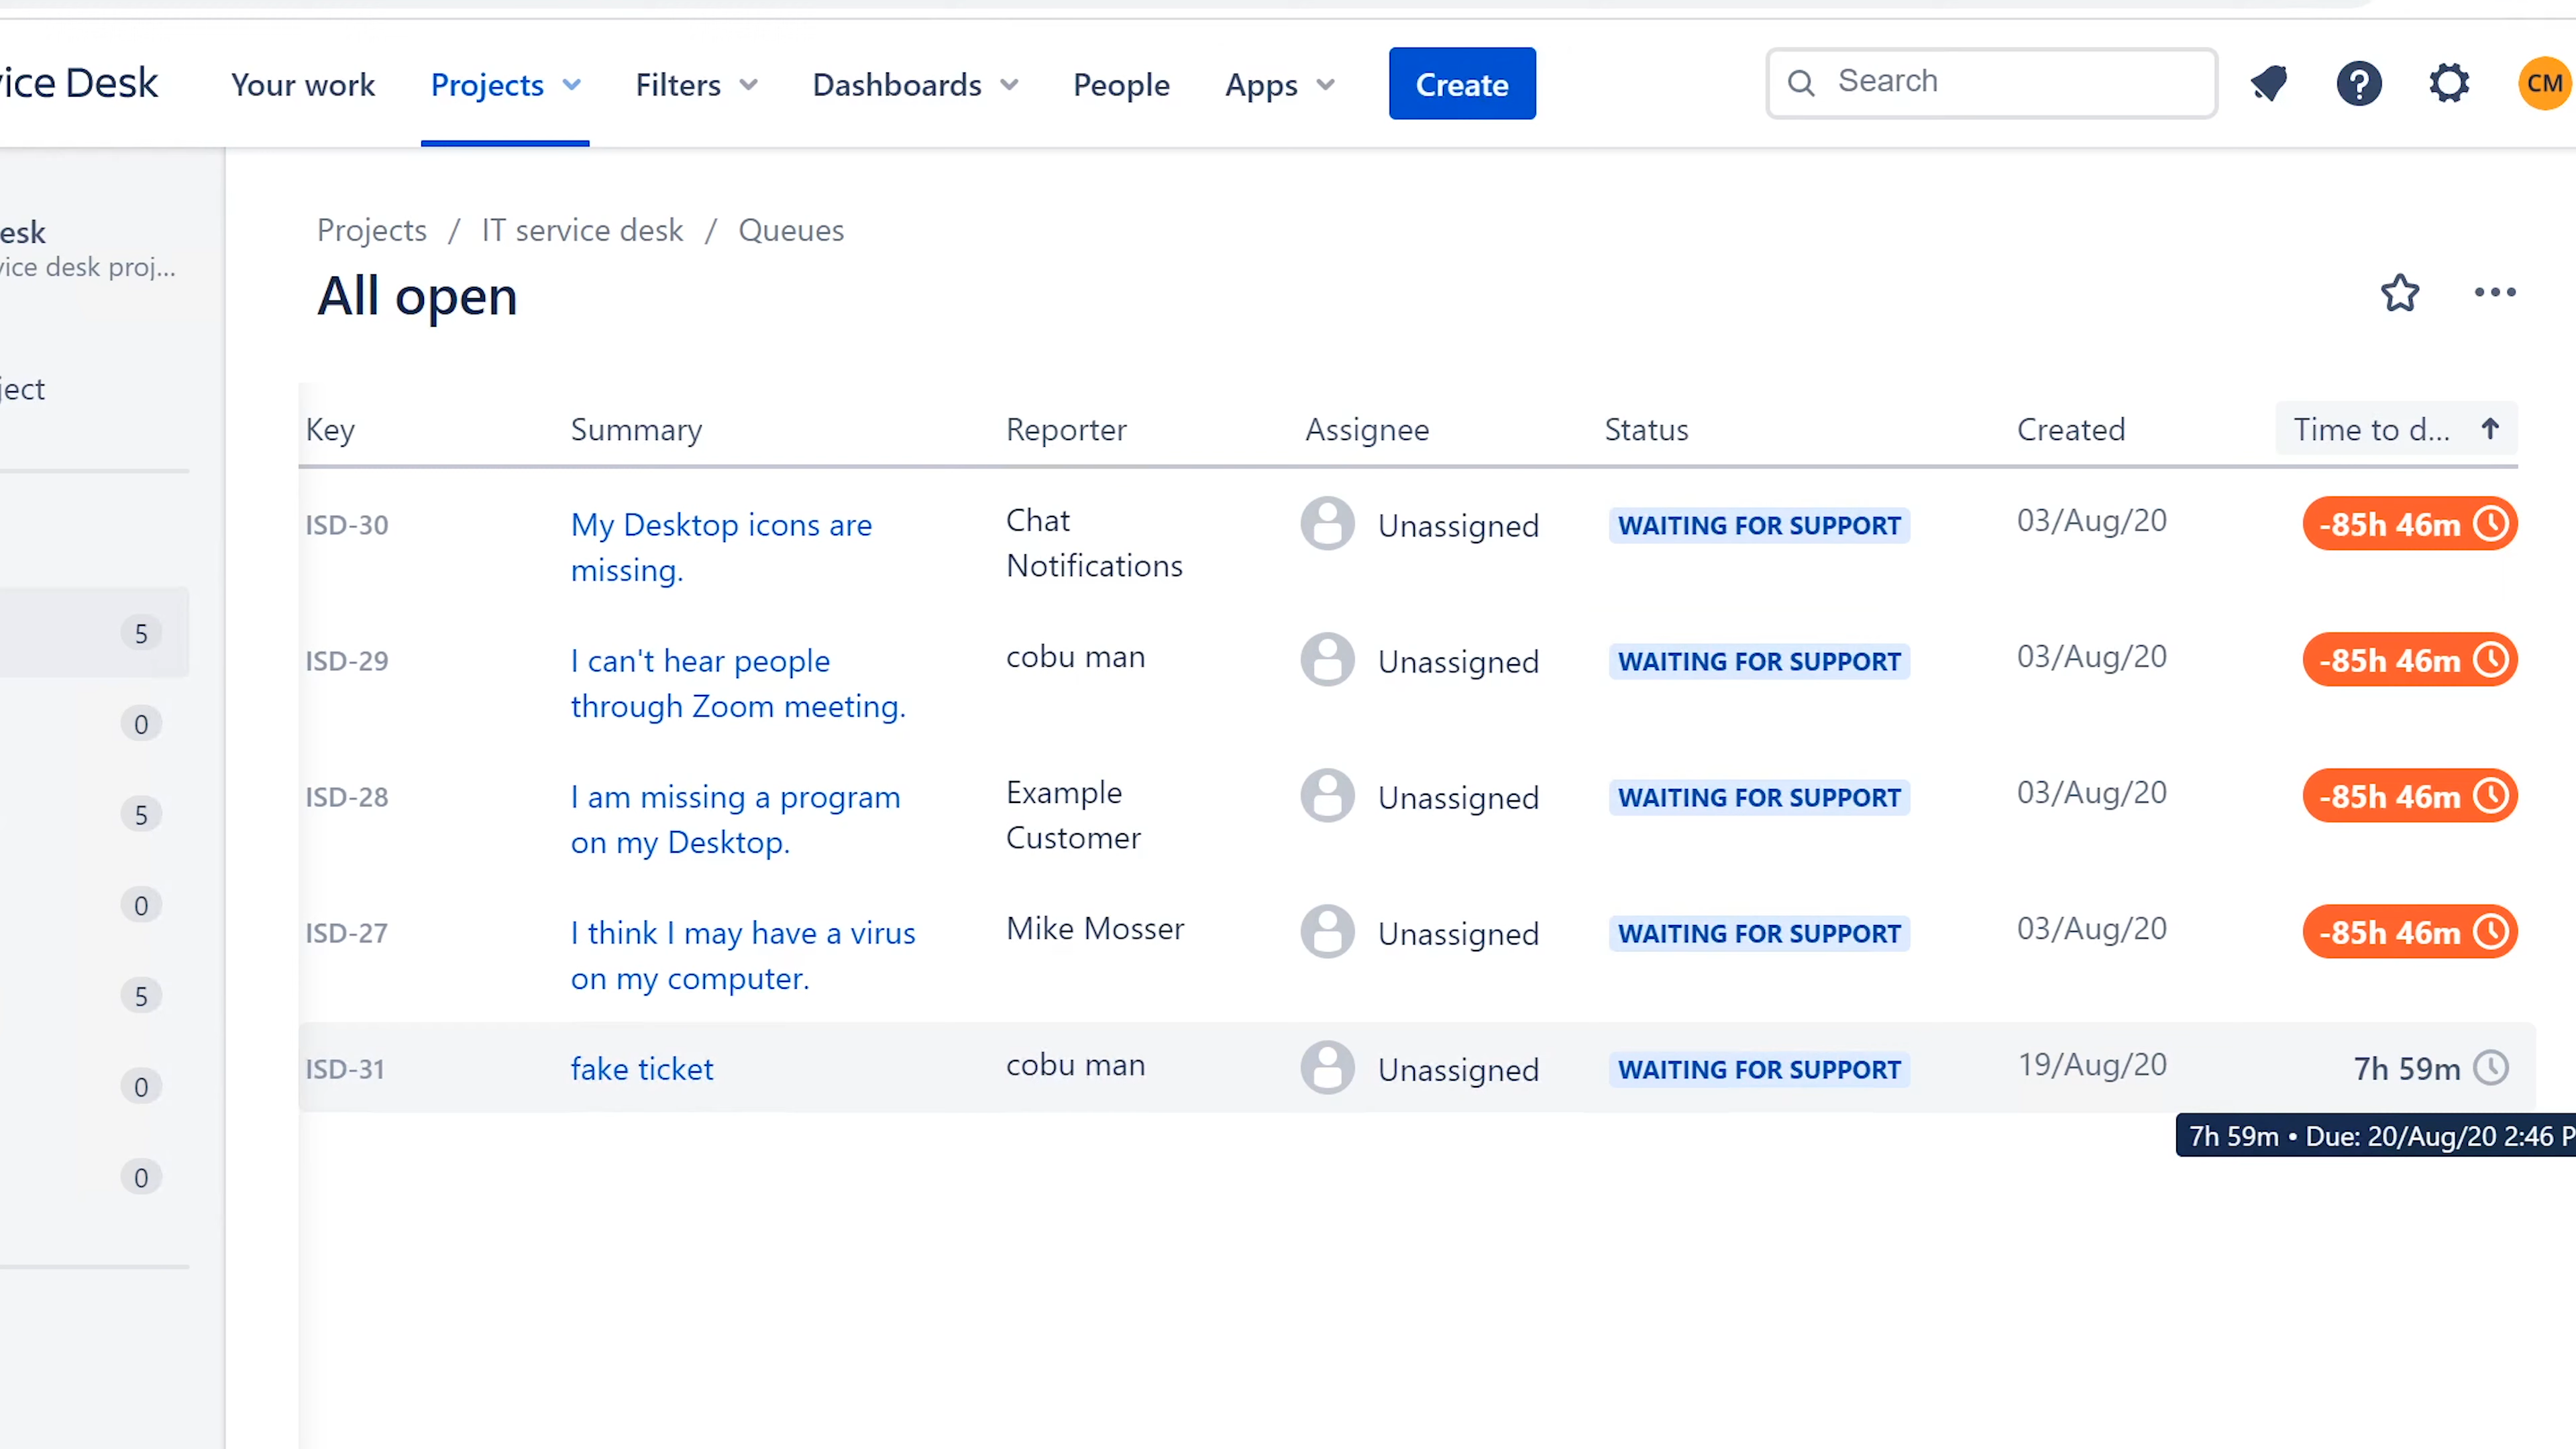 vice Desk Your work Projects Filters Dashboards People Apps Create Search CM
esk
vice desk proj...
ject
5
0
5
0
5
0
0
Projects / IT service desk / Queues
All open
Key Summary Reporter Assignee Status Created Time to d...
ISD-30 My Desktop icons are Chat Unassigned WAITING FOR SUPPORT 03/Aug/20 -85h 46m
missing. Notifications
ISD-29 I can't hear people cobu man Unassigned WAITING FOR SUPPORT 03/Aug/20 -85h 46m
through Zoom meeting.
ISD-28 I am missing a program Example Unassigned WAITING FOR SUPPORT 03/Aug/20 -85h 46m
on my Desktop. Customer
ISD-27 I think I may have a virus Mike Mosser Unassigned WAITING FOR SUPPORT 03/Aug/20 -85h 46m
on my computer.
ISD-31 fake ticket cobu man Unassigned WAITING FOR SUPPORT 19/Aug/20 7h 59m
7h 59m • Due: 20/Aug/20 2:46 P